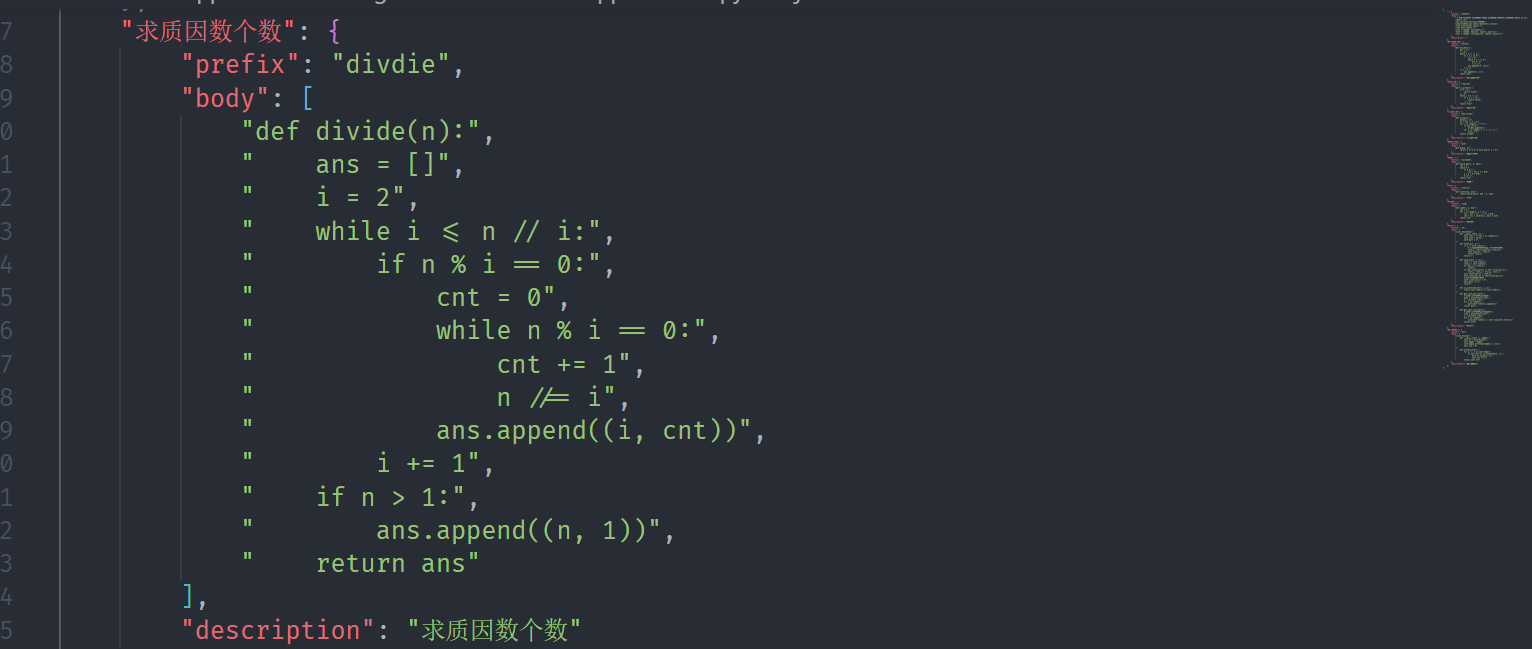 7 "求质因数个数": {
8 "prefix": "divdie",
9 "body": [
0 "def divide(n):",
1 "    ans = []",
2 "    i = 2",
3 "    while i <= n // i:",
4 "        if n % i == 0:",
5 "            cnt = 0",
6 "            while n % i == 0:",
7 "                cnt += 1",
8 "                n //= i",
9 "            ans.append((i, cnt))",
0 "        i += 1",
1 "    if n > 1:",
2 "        ans.append((n, 1))",
3 "    return ans"
4 ],
5 "description": "求质因数个数"